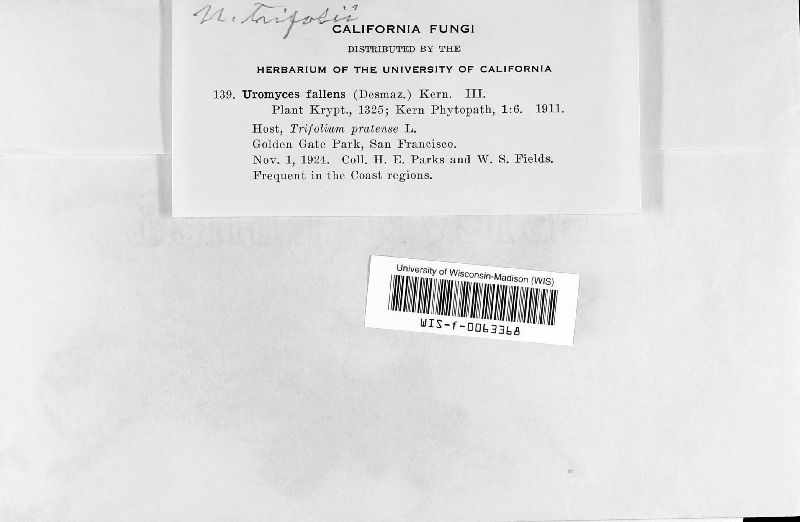 U. trifolii
CALIFORNIA FUNGI
DISTRIBUTED BY THE
HERBARIUM OF THE UNIVERSITY OF CALIFORNIA
139. Uromyces fallens (Desmaz.) Kern. III.
Plant Krypt., 1325; Kern Phytopath, 1:6. 1911.
Host, Trifolium pratense L.
Golden Gate Park, San Francisco.
Nov. 1, 1924. Coll. H. E. Parks and W. S. Fields.
Frequent in the Coast regions.
University of Wisconsin-Madison (WIS)
WIS-f-0063368